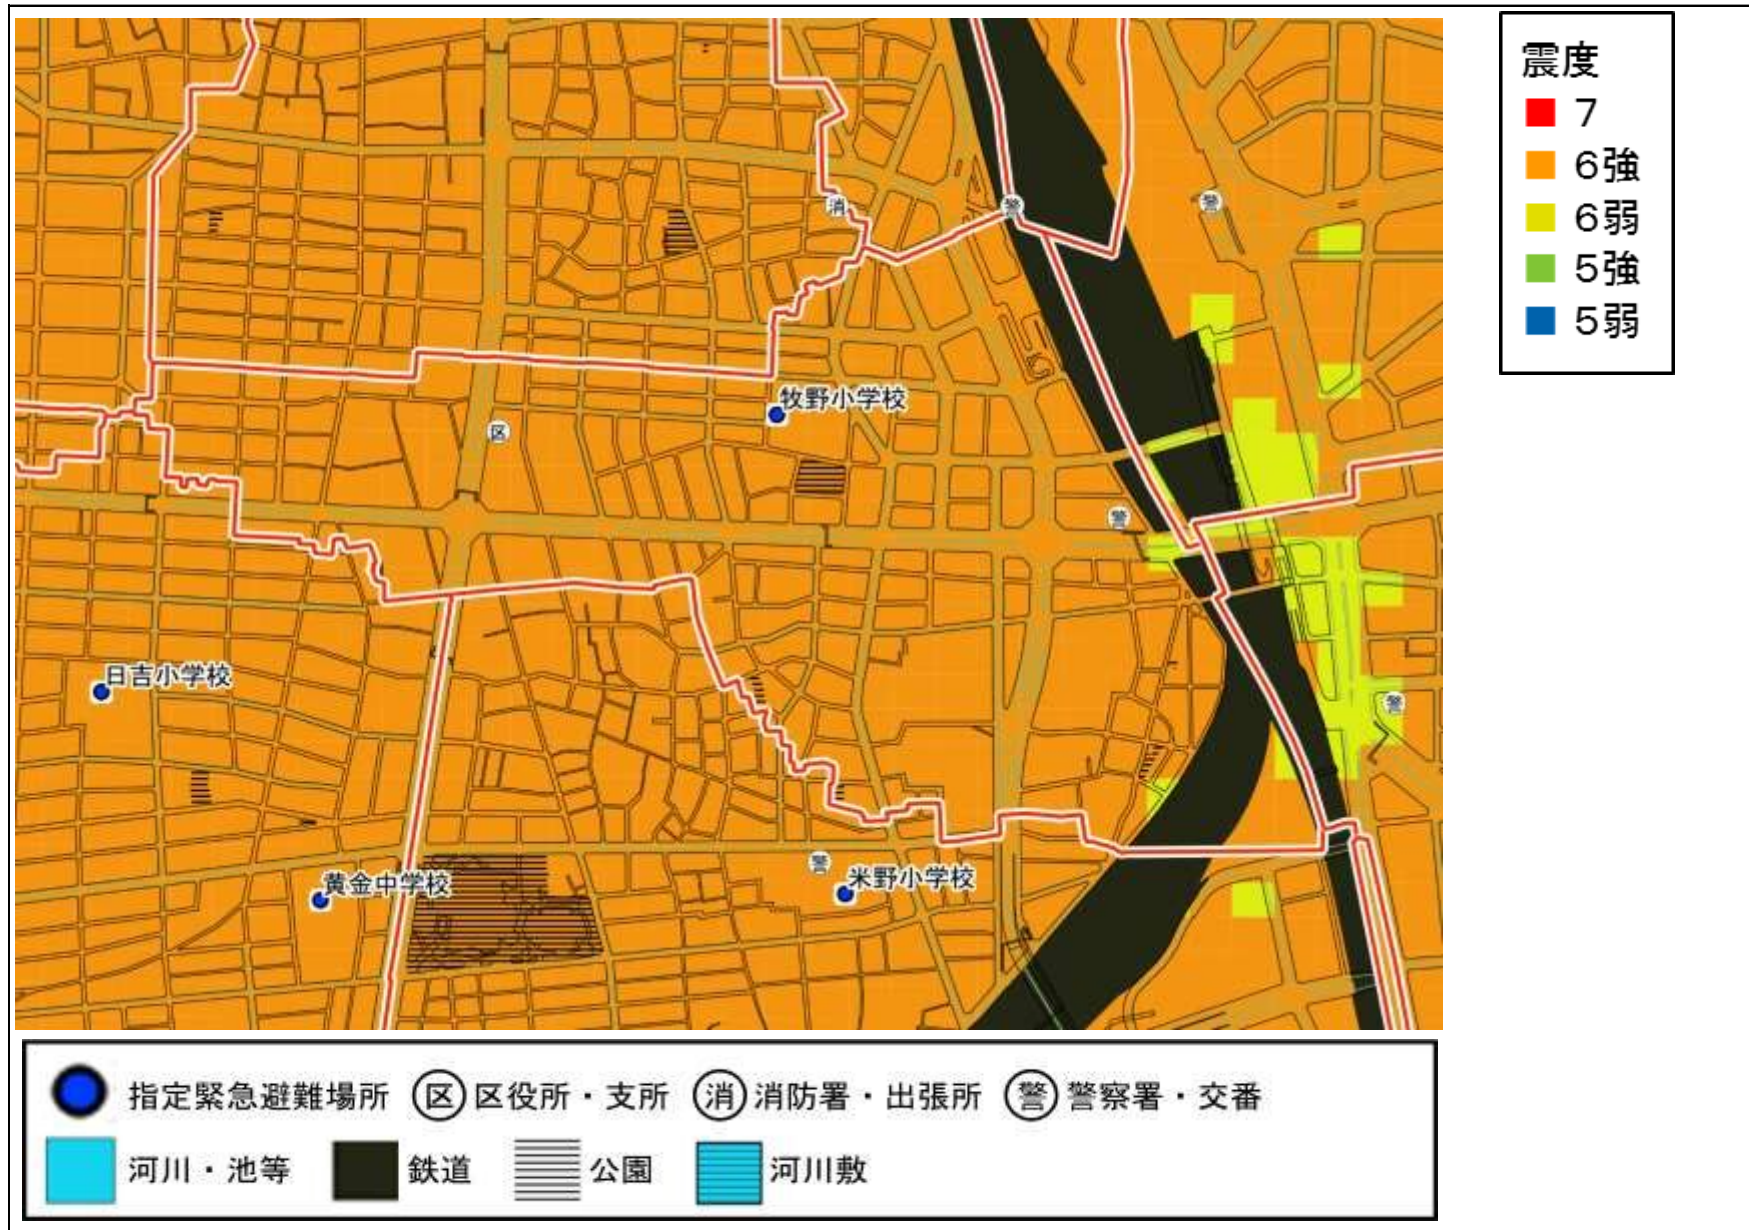 震度
7
6強
6弱
5強
5弱
消
警
警
牧野小学校
区
警
日吉小学校
警
警
黄金中学校
米野小学校
指定緊急避難場所
区 区役所・支所
消 消防署・出張所
警 警察署・交番
河川・池等
鉄道
公園
河川敷